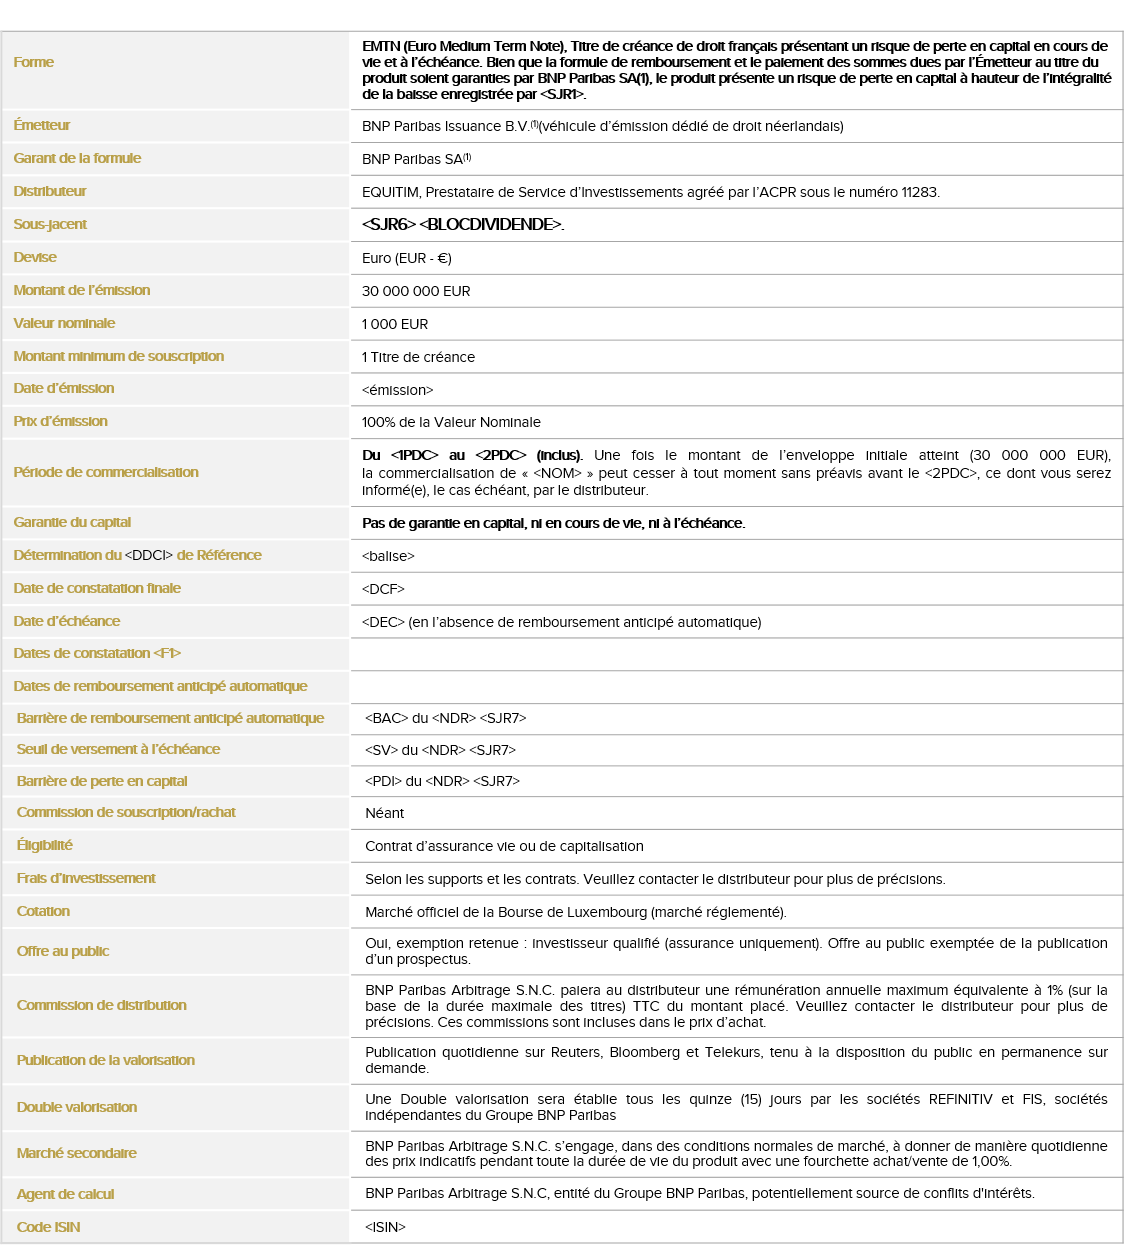 Forme
EMTN (Euro Medium Term Note), Titre de créance de droit français présentant un risque de perte en capital en cours de
vie et à l’échéance. Bien que la formule de remboursement et le paiement des sommes dues par l’Émetteur au titre du
produit soient garanties par BNP Paribas SA(1), le produit présente un risque de perte en capital à hauteur de l’intégralité
de la baisse enregistrée par <SJR1>.
Émetteur
BNP Paribas Issuance B.V.(1)(véhicule d’émission dédié de droit néerlandais)
Garant de la formule
BNP Paribas SA(1)
Distributeur
EQUITIM, Prestataire de Service d’Investissements agréé par l’ACPR sous le numéro 11283.
Sous-jacent
<SJR6> <BLOCDIVIDENDE>.
Devise
Euro (EUR - €)
Montant de l’émission
30 000 000 EUR
Valeur nominale
1 000 EUR
Montant minimum de souscription
1 Titre de créance
Date d’émission
<émission>
Prix d’émission
100% de la Valeur Nominale
Période de commercialisation
Du <1PDC> au <2PDC> (inclus). Une fois le montant de l’enveloppe initiale atteint (30 000 000 EUR),
la commercialisation de « <NOM> » peut cesser à tout moment sans préavis avant le <2PDC>, ce dont vous serez
informé(e), le cas échéant, par le distributeur.
Garantie du capital
Pas de garantie en capital, ni en cours de vie, ni à l’échéance.
Détermination du <DDCI> de Référence
<balise>
Date de constatation finale
<DCF>
Date d’échéance
<DEC> (en l’absence de remboursement anticipé automatique)
Dates de constatation <F1>
Dates de remboursement anticipé automatique
Barrière de remboursement anticipé automatique
<BAC> du <NDR> <SJR7>
Seuil de versement à l’échéance
<SV> du <NDR> <SJR7>
Barrière de perte en capital
<PDI> du <NDR> <SJR7>
Commission de souscription/rachat
Néant
Éligibilité
Contrat d’assurance vie ou de capitalisation
Frais d’investissement
Selon les supports et les contrats. Veuillez contacter le distributeur pour plus de précisions.
Cotation
Marché officiel de la Bourse de Luxembourg (marché réglementé).
Offre au public
Oui, exemption retenue : investisseur qualifié (assurance uniquement). Offre au public exemptée de la publication
d’un prospectus.
Commission de distribution
BNP Paribas Arbitrage S.N.C. paiera au distributeur une rémunération annuelle maximum équivalente à 1% (sur la
base de la durée maximale des titres) TTC du montant placé. Veuillez contacter le distributeur pour plus de
précisions. Ces commissions sont incluses dans le prix d’achat.
Publication de la valorisation
Publication quotidienne sur Reuters, Bloomberg et Telekurs, tenu à la disposition du public en permanence sur
demande.
Double valorisation
Une Double valorisation sera établie tous les quinze (15) jours par les sociétés REFINITIV et FIS, sociétés
indépendantes du Groupe BNP Paribas
Marché secondaire
BNP Paribas Arbitrage S.N.C. s’engage, dans des conditions normales de marché, à donner de manière quotidienne
des prix indicatifs pendant toute la durée de vie du produit avec une fourchette achat/vente de 1,00%.
Agent de calcul
BNP Paribas Arbitrage S.N.C, entité du Groupe BNP Paribas, potentiellement source de conflits d'intérêts.
Code ISIN
<ISIN>